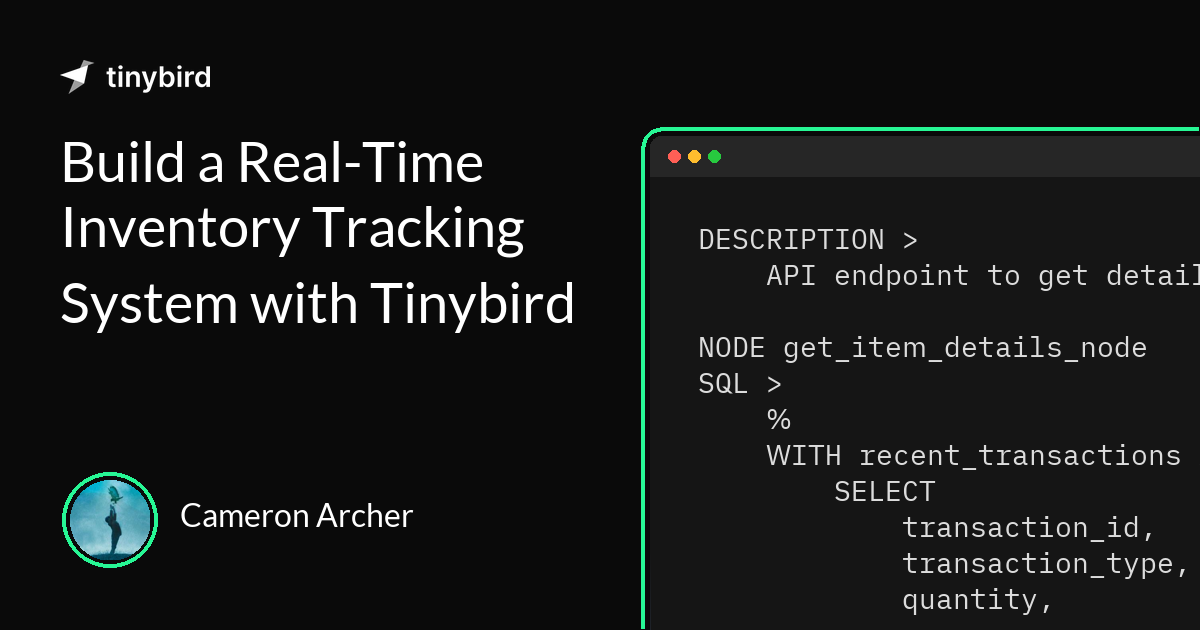 tinybird
Build a Real-Time
Inventory Tracking
System with Tinybird
Cameron Archer
DESCRIPTION >
API endpoint to get detail
NODE get_item_details_node
SQL >
%
WITH recent_transactions
SELECT
transaction_id,
transaction_type,
quantity,